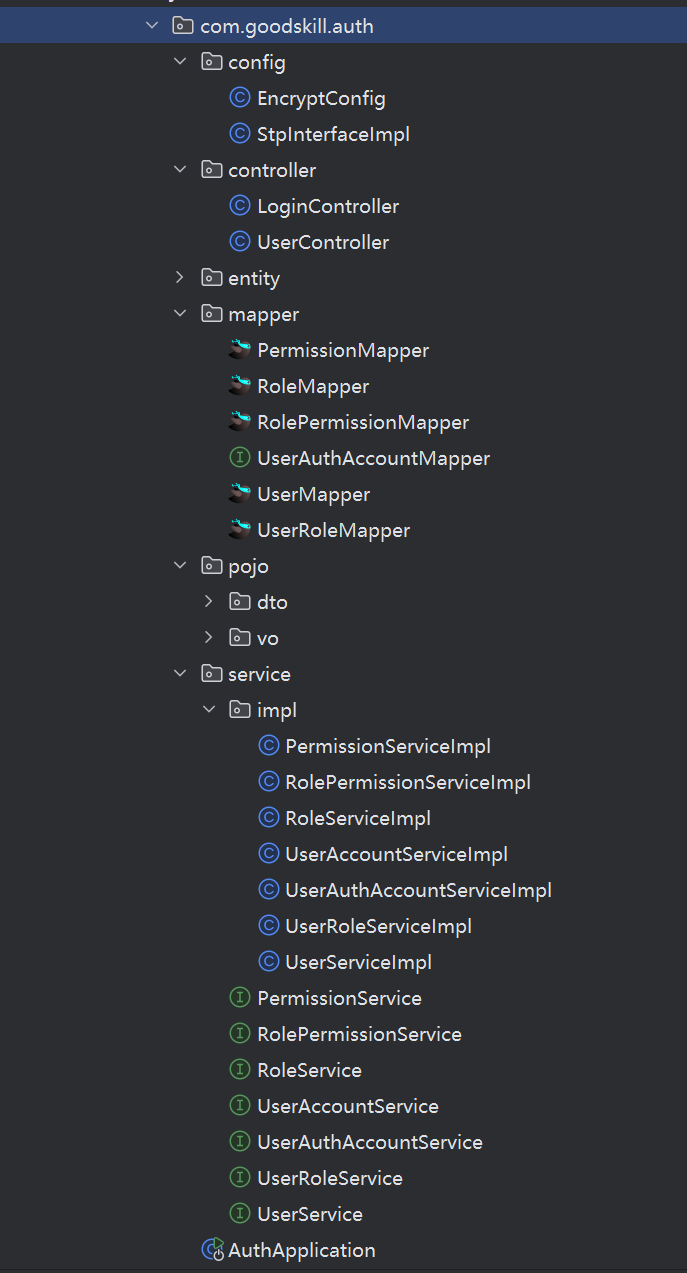 com.goodskill.auth
config
EncryptConfig
StpInterfaceImpl
controller
LoginController
UserController
entity
mapper
PermissionMapper
RoleMapper
RolePermissionMapper
UserAuthAccountMapper
UserMapper
UserRoleMapper
pojo
dto
vo
service
impl
PermissionServiceImpl
RolePermissionServiceImpl
RoleServiceImpl
UserAccountServiceImpl
UserAuthAccountServiceImpl
UserRoleServiceImpl
UserServiceImpl
PermissionService
RolePermissionService
RoleService
UserAccountService
UserAuthAccountService
UserRoleService
UserService
AuthApplication